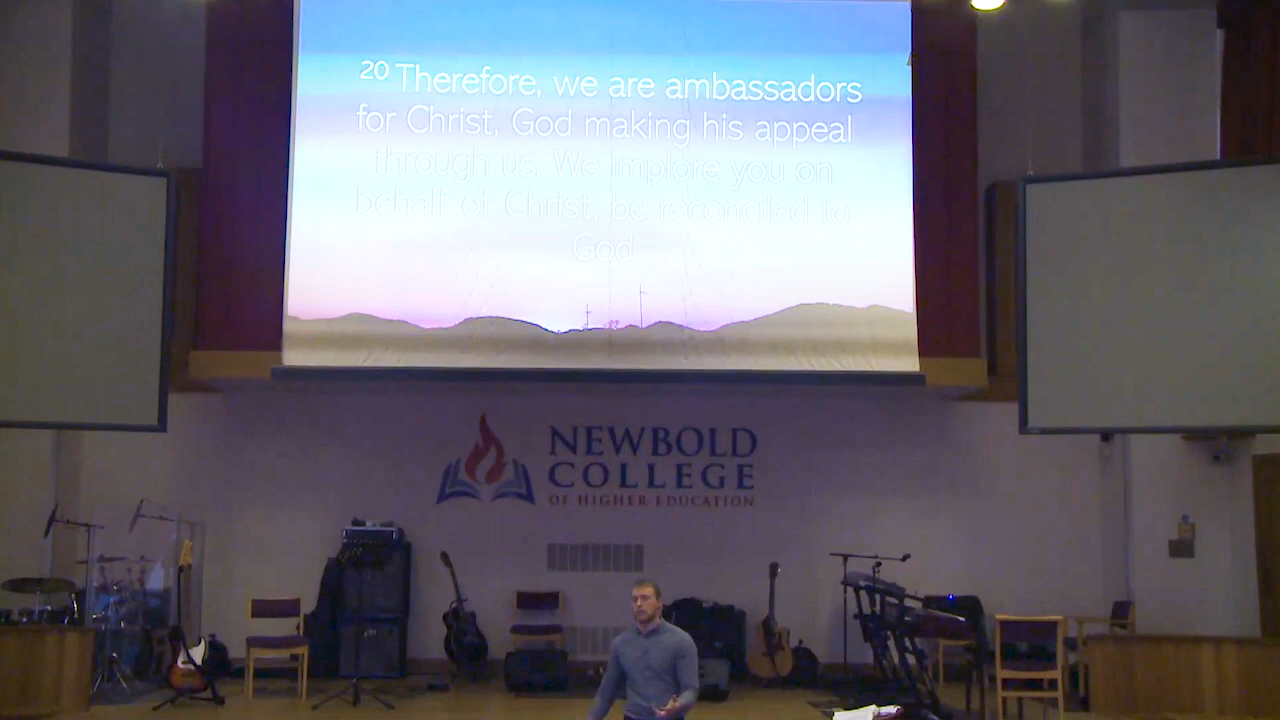 20 Therefore, we are ambassadors
for Christ, God making his appeal
through us. We implore you on
behalf of Christ, be reconciled to
God
NEWBOLD
COLLEGE
OF HIGHER EDUCATION